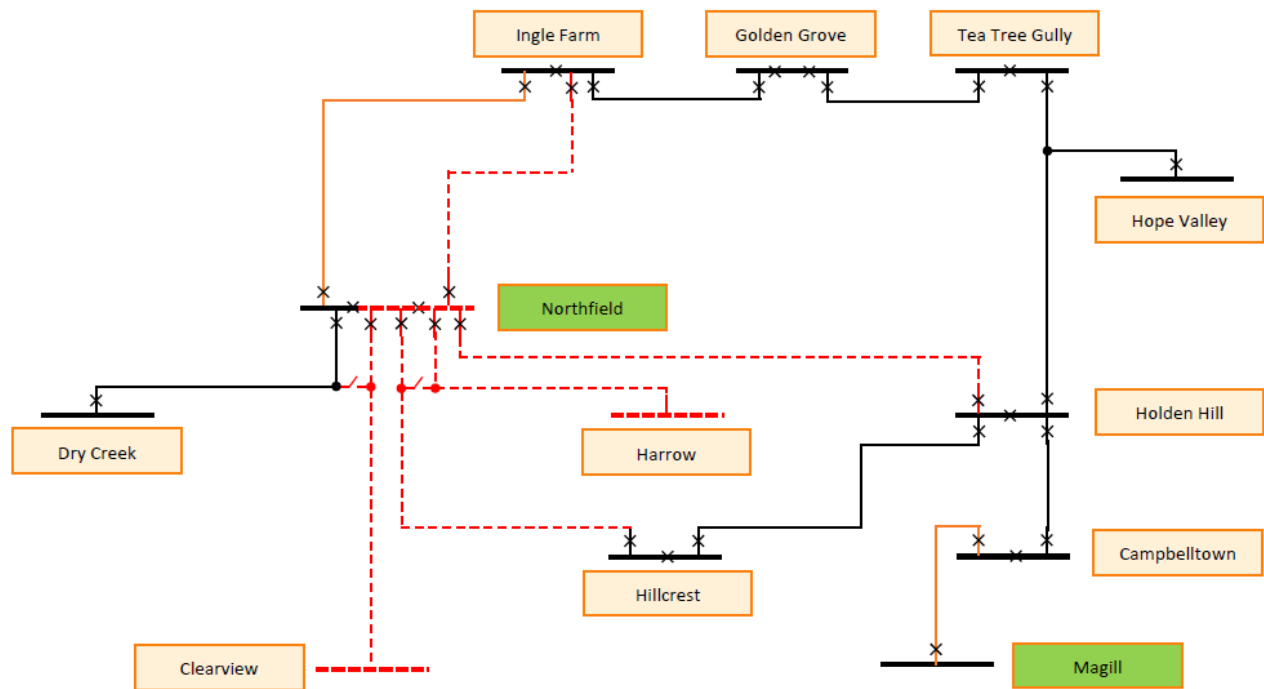 Ingle Farm
Golden Grove
Tea Tree Gully
Hope Valley
Northfield
Holden Hill
Dry Creek
Harrow
Campbelltown
Hillcrest
Clearview
Magill